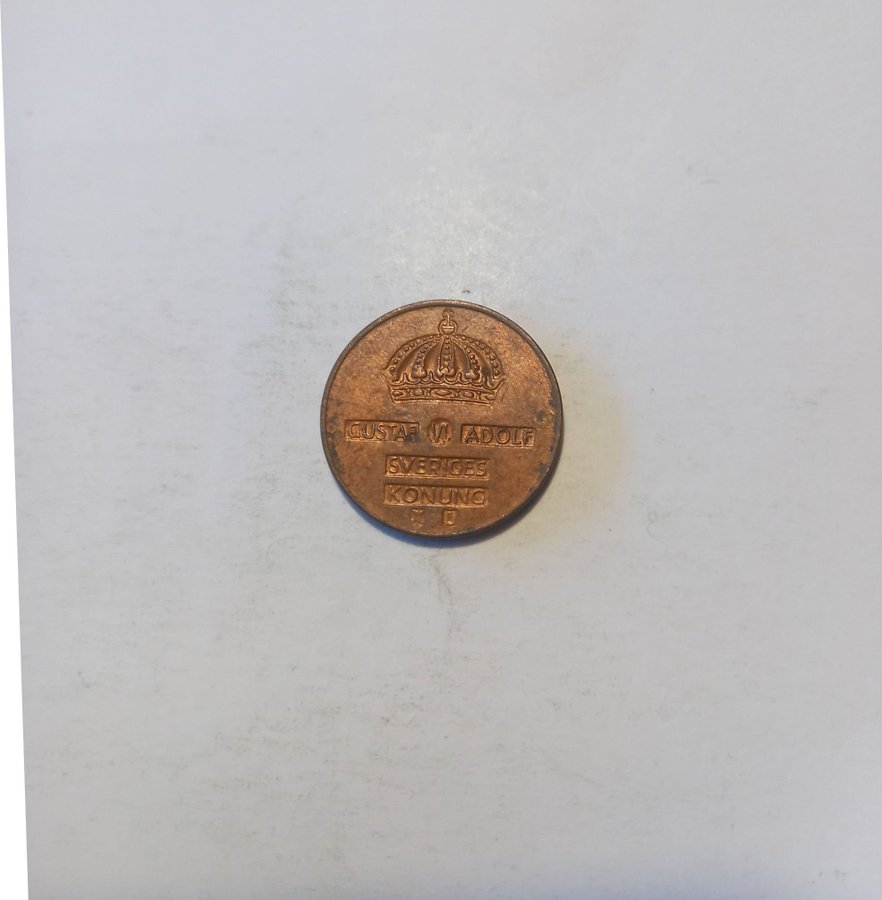 GUSTAF VI ADOLF
SVERIGES
KONUNG
U